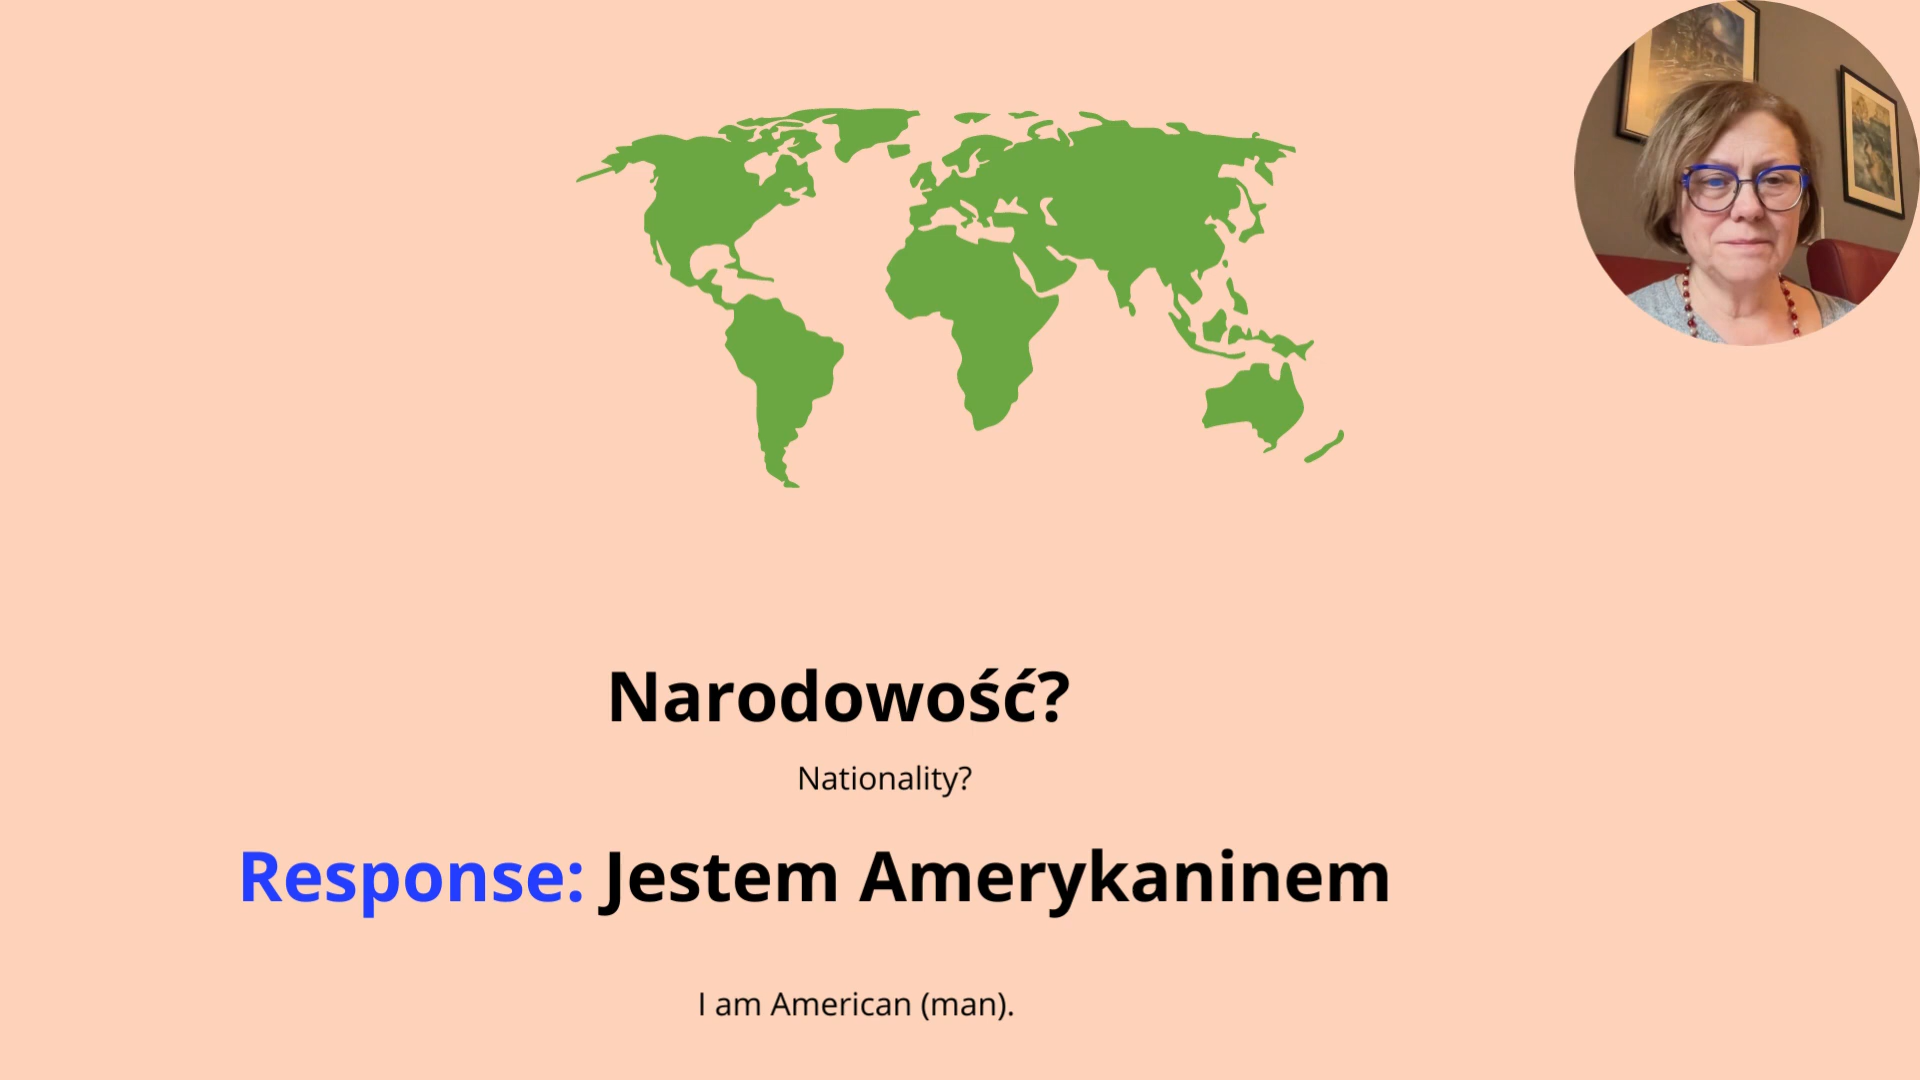 Narodowość?
Nationality?
Response: Jestem Amerykaninem
I am American (man).